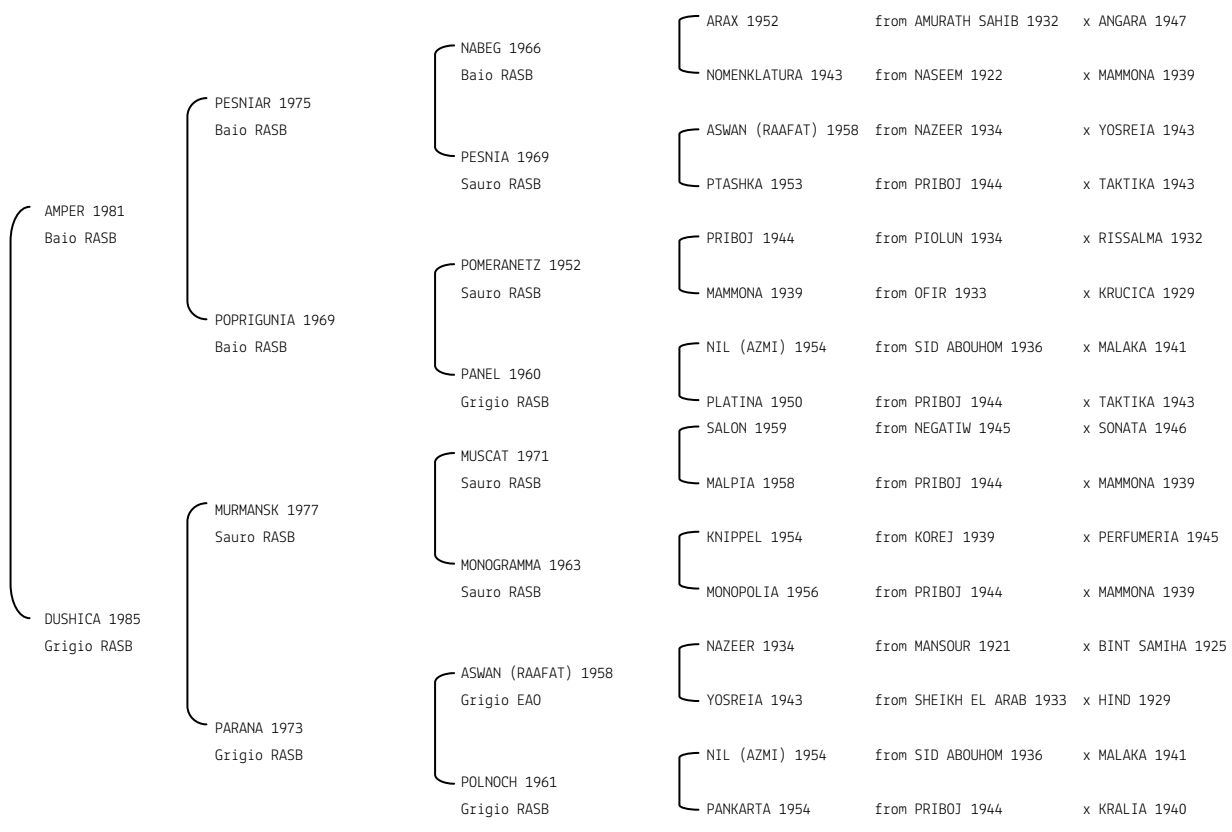 ARAX 1952 from AMURATH SAHIB 1932 x ANGARA 1947
NABEG 1966
Baio RASB
NOMENKLATURA 1943 from NASEEM 1922 x MAMMONA 1939
PESNIAR 1975
Baio RASB
ASWAN (RAAFAT) 1958 from NAZEER 1934 x YOSREIA 1943
PESNIA 1969
Sauro RASB
PTASHKA 1953 from PRIBOJ 1944 x TAKTIKA 1943
AMPER 1981
Baio RASB
PRIBOJ 1944 from PIOLUN 1934 x RISSALMA 1932
POMERANETZ 1952
Sauro RASB
MAMMONA 1939 from OFIR 1933 x KRUCICA 1929
POPRIGUNIA 1969
Baio RASB
NIL (AZMI) 1954 from SID ABOUHOM 1936 x MALAKA 1941
PANEL 1960
Grigio RASB
PLATINA 1950 from PRIBOJ 1944 x TAKTIKA 1943
SALON 1959 from NEGATIW 1945 x SONATA 1946
MUSCAT 1971
Sauro RASB
MALPIA 1958 from PRIBOJ 1944 x MAMMONA 1939
MURMANSK 1977
Sauro RASB
KNIPPEL 1954 from KOREJ 1939 x PERFUMERIA 1945
MONOGRAMMA 1963
Sauro RASB
MONOPOLIA 1956 from PRIBOJ 1944 x MAMMONA 1939
DUSHICA 1985
Grigio RASB
NAZEER 1934 from MANSOUR 1921 x BINT SAMIHA 1925
ASWAN (RAAFAT) 1958
Grigio EAO
YOSREIA 1943 from SHEIKH EL ARAB 1933 x HIND 1929
PARANA 1973
Grigio RASB
NIL (AZMI) 1954 from SID ABOUHOM 1936 x MALAKA 1941
POLNOCH 1961
Grigio RASB
PANKARTA 1954 from PRIBOJ 1944 x KRALIA 1940